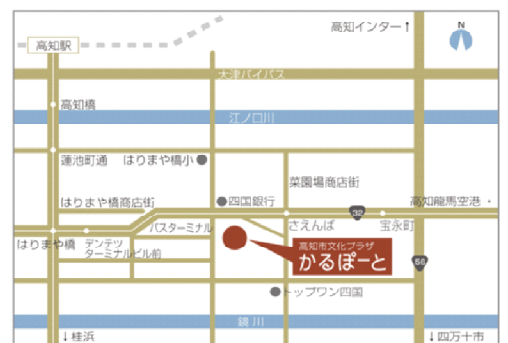 高知インター↑
N
高知駅
大津バイパス
高知橋
江ノ口川
蓮池町通
はりまや橋小
菜園場商店街
はりまや橋商店街
四国銀行
高知龍馬空港・
32
バスターミナル
さえんば
宝永町
はりまや橋
デンテツ
ターミナルビル前
高知市文化プラザ
かるぽーと
56
トップワン四国
鏡川
↓桂浜
↓四万十市